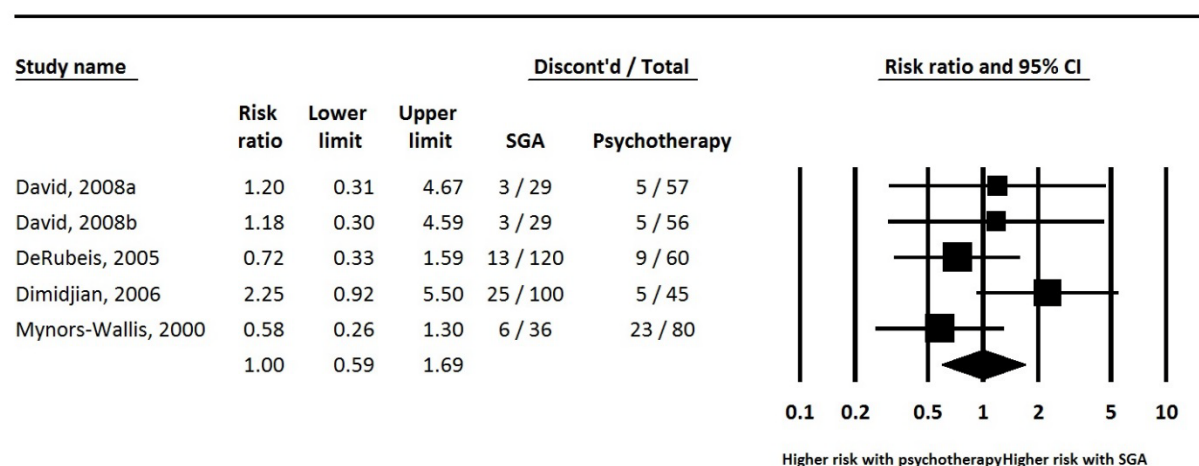 Study name Discont'd / Total Risk ratio and 95% CI
Risk ratio Lower limit Upper limit SGA Psychotherapy
David, 2008a 1.20 0.31 4.67 3 / 29 5 / 57
David, 2008b 1.18 0.30 4.59 3 / 29 5 / 56
DeRubeis, 2005 0.72 0.33 1.59 13 / 120 9 / 60
Dimidjian, 2006 2.25 0.92 5.50 25 / 100 5 / 45
Mynors-Wallis, 2000 0.58 0.26 1.30 6 / 36 23 / 80
1.00 0.59 1.69
0.1 0.2 0.5 1 2 5 10
Higher risk with psychotherapy Higher risk with SGA